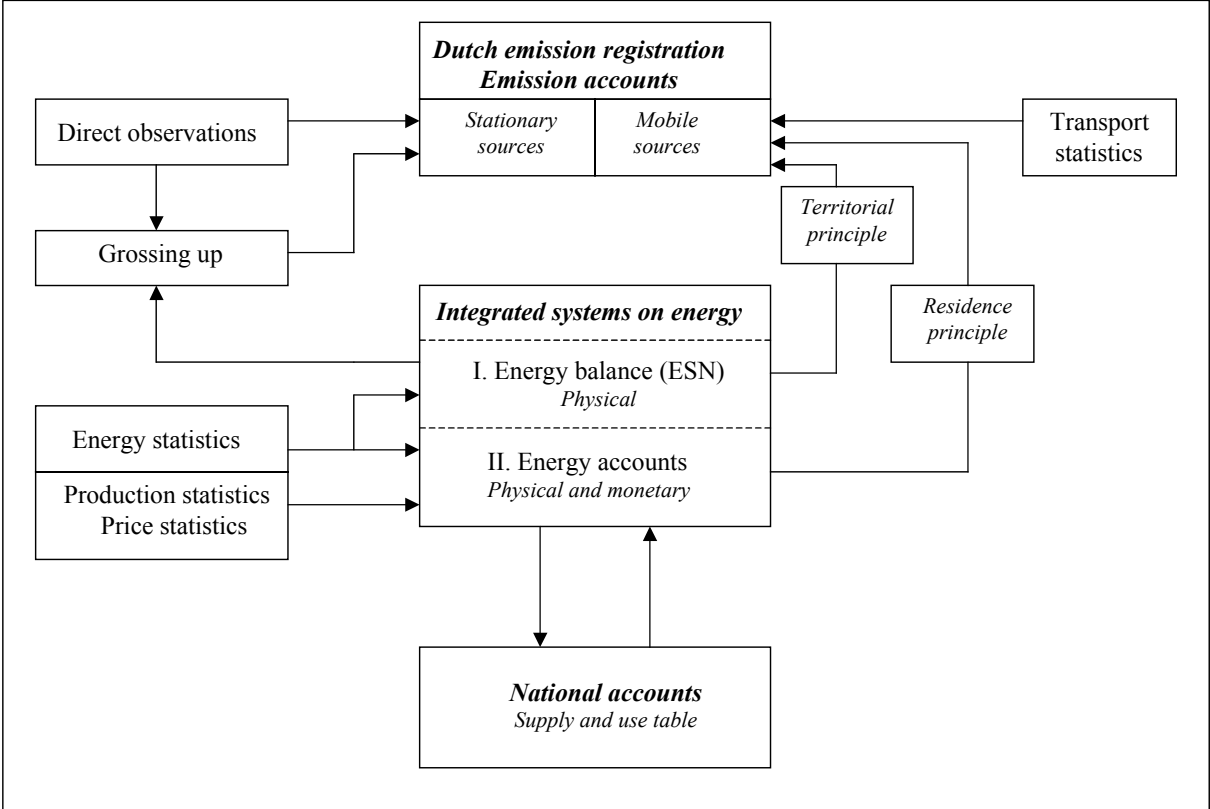 Dutch emission registration
Emission accounts
Direct observations
Stationary
sources
Mobile
sources
Transport
statistics
Territorial
principle
Grossing up
Integrated systems on energy
Residence
principle
I. Energy balance (ESN)
Physical
Energy statistics
II. Energy accounts
Physical and monetary
Production statistics
Price statistics
National accounts
Supply and use table